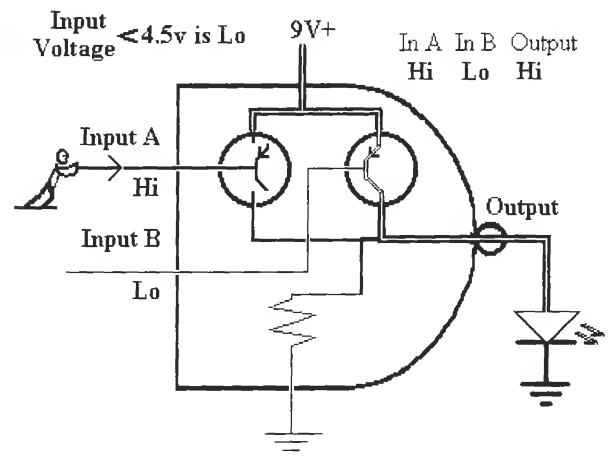 Input
Voltage <4.5v is Lo
9V+
In A In B Output
Hi Lo Hi
Input A
Hi
Output
Input B
Lo